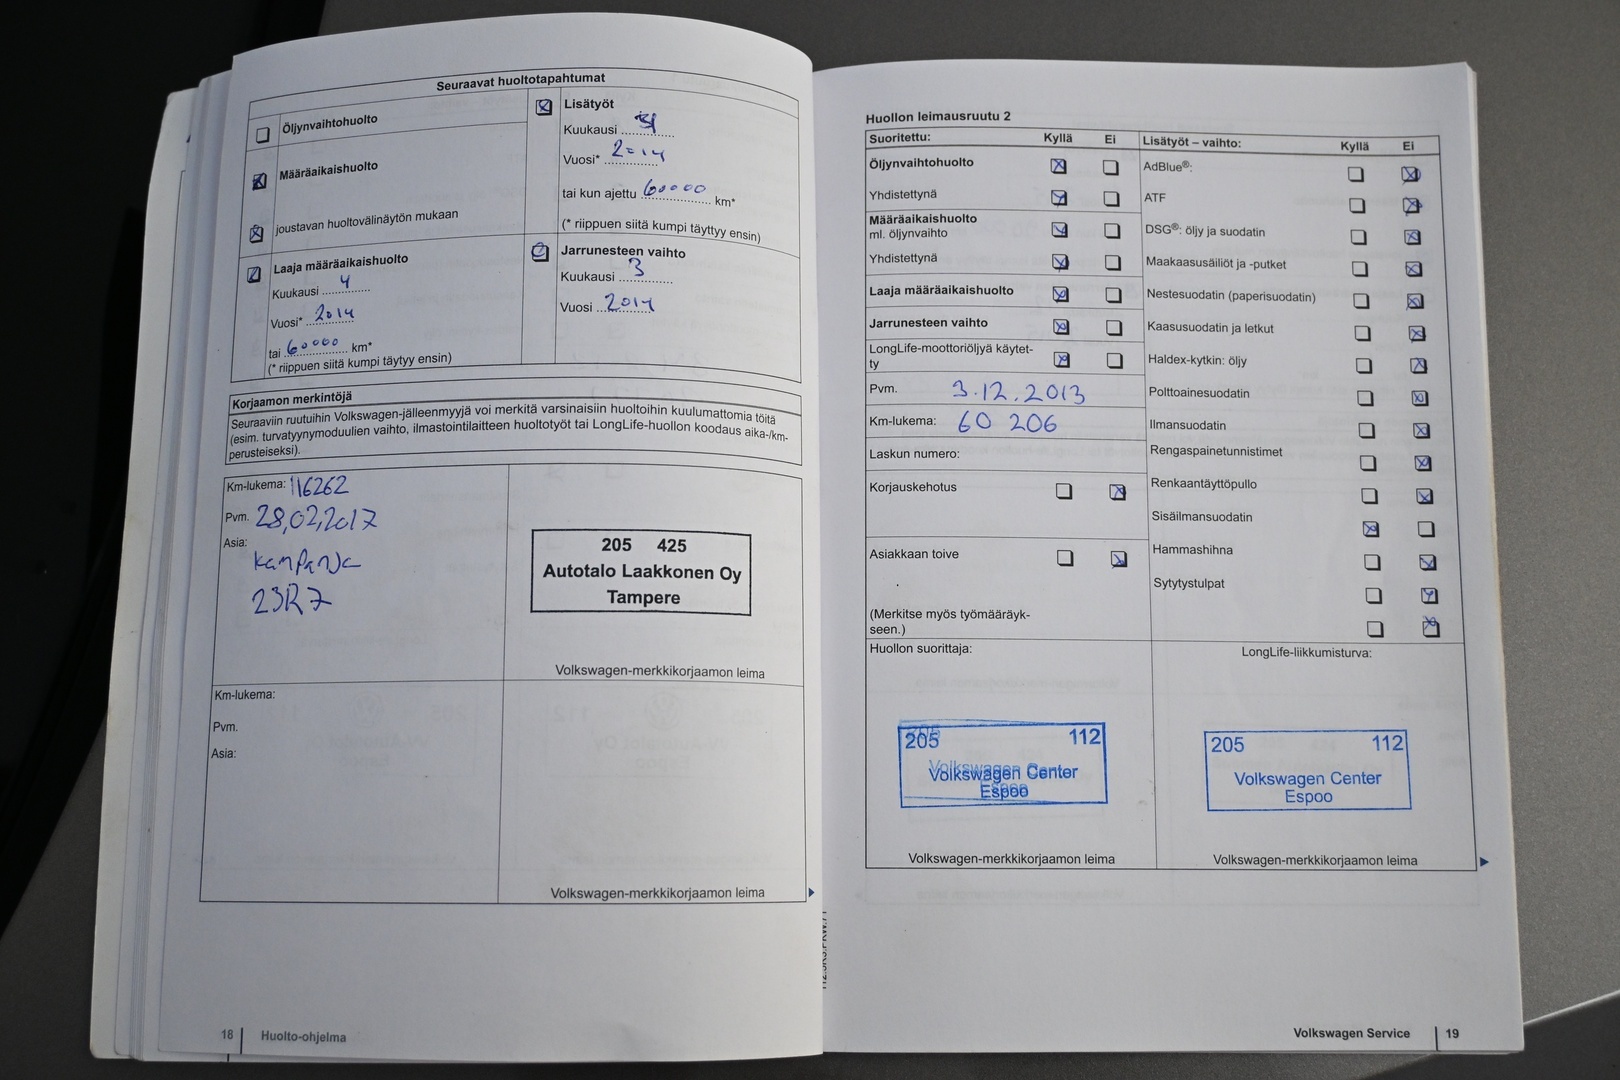 Seuraavat huoltotapahtumat
Öljynvaihtohuolto
Määräaikaishuolto
joustavan huoltovälinäytön mukaan
Laaja määräaikaishuolto
Kuukausi 4
Vuosi* 2014
tai 60000 km*
(* riippuen siitä kumpi täytyy ensin)
Lisätyöt
Kuukausi
Vuosi* 2014
tai kun ajettu 60000 km*
(* riippuen siitä kumpi täyttyy ensin)
Jarrunesteen vaihto
Kuukausi 3
Vuosi 2014
Korjaamon merkintöjä
Seuraaviin ruutuihin Volkswagen-jälleenmyyjä voi merkitä varsinaisiin huoltoihin kuulumattomia töitä
(esim. turvatyynymoduulien vaihto, ilmastointilaitteen huoltotyöt tai LongLife-huollon koodaus aika-/km-
perusteiseksi).
Km-lukema: 116262
Pvm. 28,02,2017
Asia:
Kampanja
23R7
205 425
Autotalo Laakkonen Oy
Tampere
Volkswagen-merkkikorjaamon leima
Km-lukema:
Pvm.
Asia:
Volkswagen-merkkikorjaamon leima
18 Huolto-ohjelma
Huollon leimausruutu 2
Suoritettu: Kyllä Ei
Öljynvaihtohuolto
Yhdistettynä
Määräaikaishuolto
ml. öljynvaihto
Yhdistettynä
Laaja määräaikaishuolto
Jarrunesteen vaihto
LongLife-moottoriöljyä käytet-
ty
Pvm. 3.12.2013
Km-lukema: 60 206
Laskun numero:
Korjauskehotus
Asiakkaan toive
(Merkitse myös työmääräyk-
seen.)
Lisätyöt – vaihto: Kyllä Ei
AdBlue®:
ATF
DSG®: öljy ja suodatin
Maakaasusäiliöt ja -putket
Nestesuodatin (paperisuodatin)
Kaasusuodatin ja letkut
Haldex-kytkin: öljy
Polttoainesuodatin
Ilmansuodatin
Rengaspainetunnistimet
Renkaantäyttöpullo
Sisäilmansuodatin
Hammashihna
Sytytystulpat
Huollon suorittaja:
205 112
Volkswagen Center
Espoo
Volkswagen-merkkikorjaamon leima
LongLife-liikkumisturva:
205 112
Volkswagen Center
Espoo
Volkswagen-merkkikorjaamon leima
Volkswagen Service 19